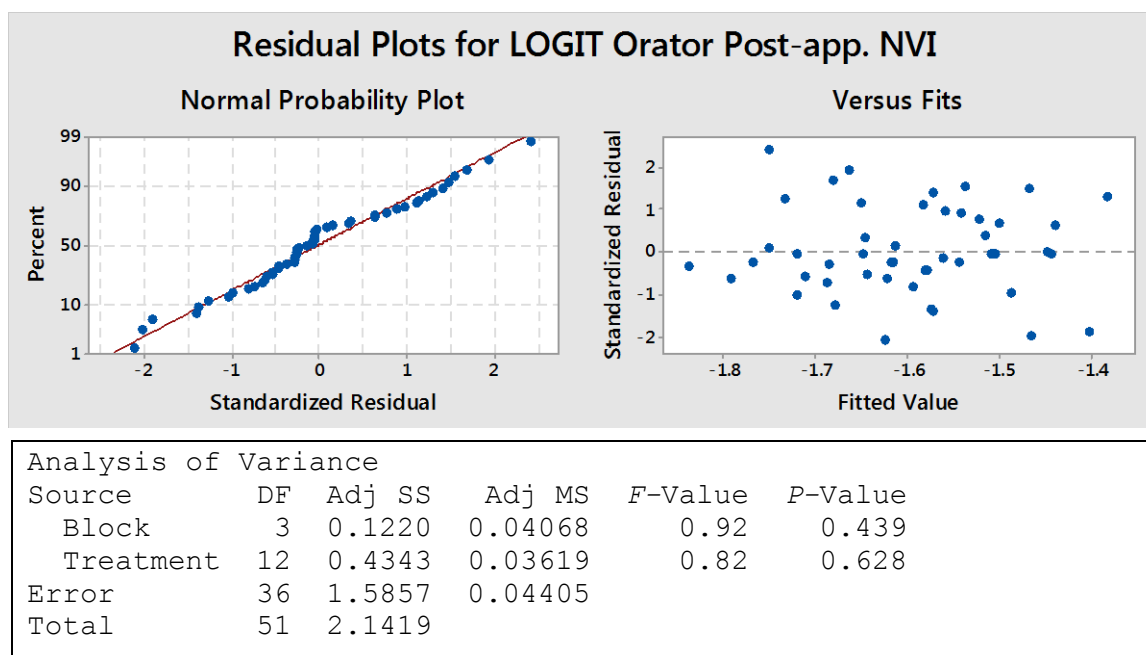 Residual Plots for LOGIT Orator Post-app. NVI
Normal Probability Plot
Percent
99
90
50
10
1
-2 -1 0 1 2
Standardized Residual
Versus Fits
Standardized Residual
2
1
0
-1
-2
-1.8 -1.7 -1.6 -1.5 -1.4
Fitted Value
Analysis of Variance
Source DF Adj SS Adj MS F-Value P-Value
Block 3 0.1220 0.04068 0.92 0.439
Treatment 12 0.4343 0.03619 0.82 0.628
Error 36 1.5857 0.04405
Total 51 2.1419